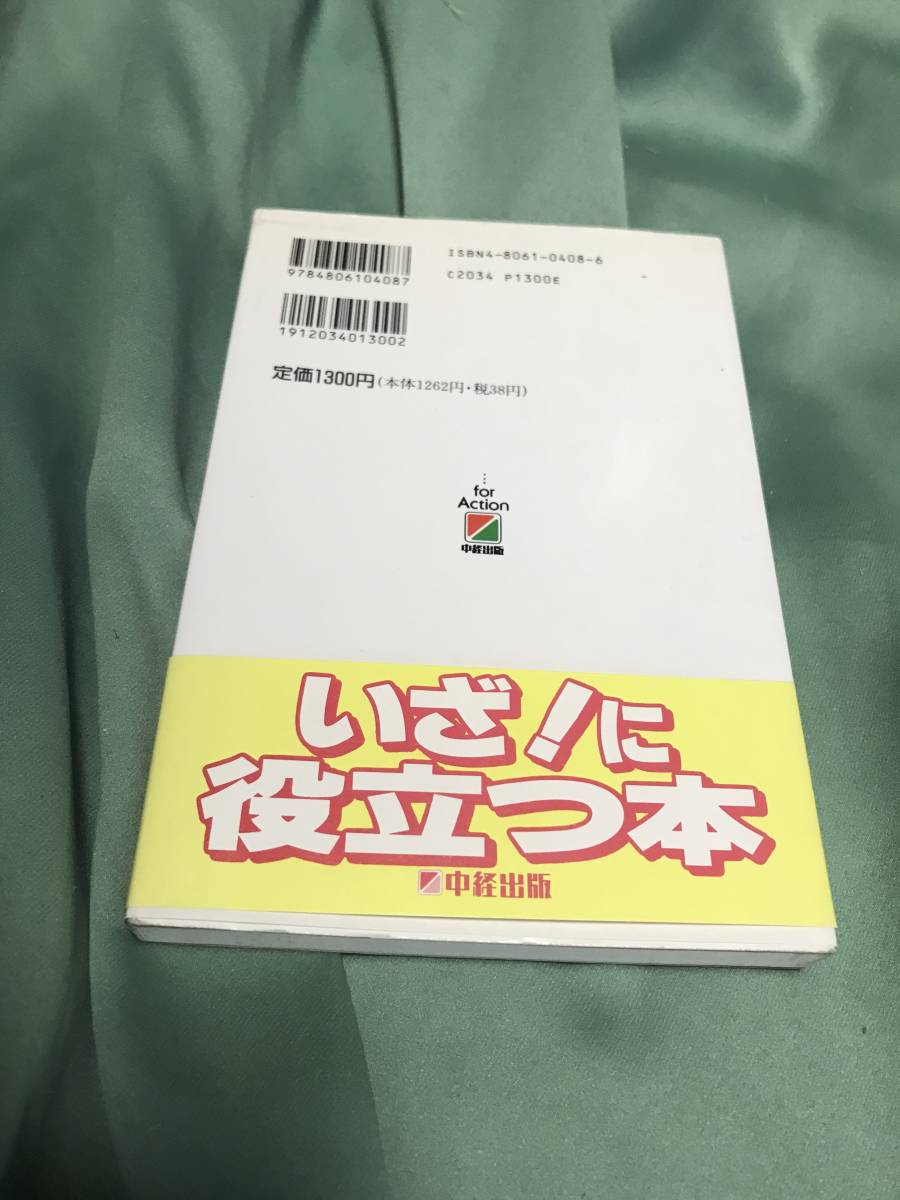 9784806104087
ISBN4-8061-0408-6
C2034 P1300E
1912034013002
定価1300円(本体1262円・税38円)
for
Action
中経出版
いざ!に
役立つ本
中経出版